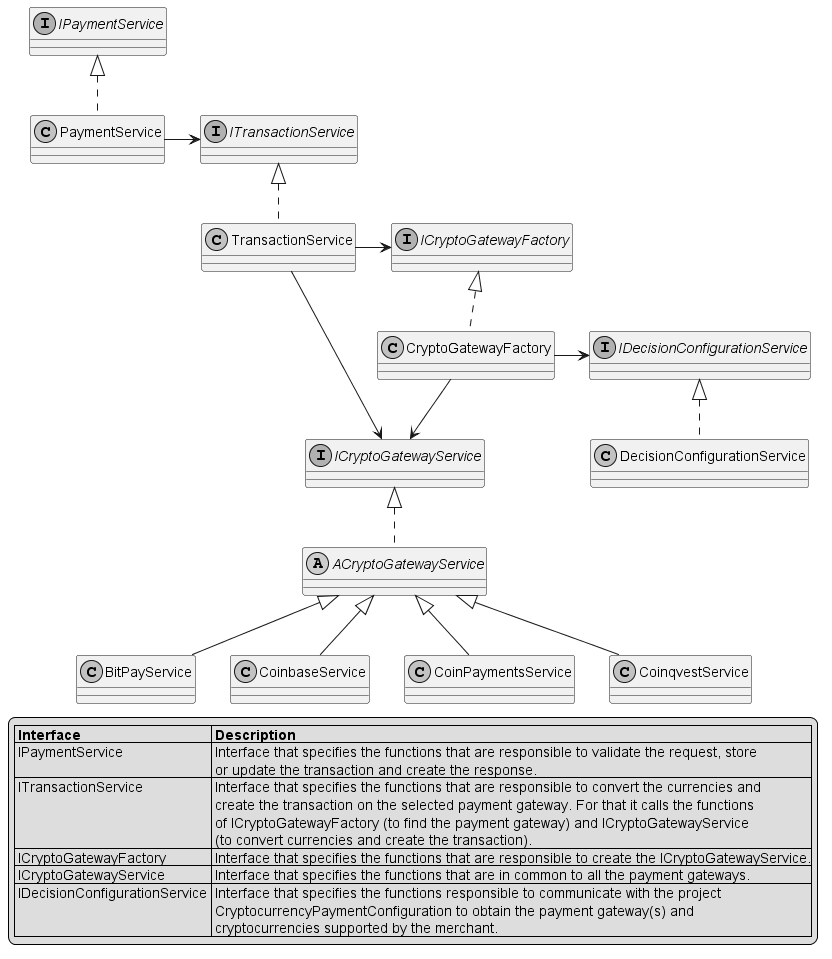 I IPaymentService
C PaymentService
I ITransactionService
C TransactionService
I ICryptoGatewayFactory
C CryptoGatewayFactory
I IDecisionConfigurationService
I ICryptoGatewayService
C DecisionConfigurationService
A ACryptoGatewayService
C BitPayService
C CoinbaseService
C CoinPaymentsService
C CoinqvestService
Interface Description
IPaymentService Interface that specifies the functions that are responsible to validate the request, store
or update the transaction and create the response.
ITransactionService Interface that specifies the functions that are responsible to convert the currencies and
create the transaction on the selected payment gateway. For that it calls the functions
of ICryptoGatewayFactory (to find the payment gateway) and ICryptoGatewayService
(to convert currencies and create the transaction).
ICryptoGatewayFactory Interface that specifies the functions that are responsible to create the ICryptoGatewayService.
ICryptoGatewayService Interface that specifies the functions that are in common to all the payment gateways.
IDecisionConfigurationService Interface that specifies the functions responsible to communicate with the project
CryptocurrencyPaymentConfiguration to obtain the payment gateway(s) and
cryptocurrencies supported by the merchant.